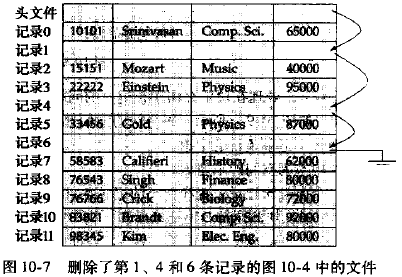 头文件
记录0 10101 Srinivasan Comp. Sci. 65000
记录1
记录2 15151 Mozart Music 40000
记录3 22222 Einstein Physics 95000
记录4
记录5 33456 Gold Physics 87000
记录6
记录7 58583 Califieri History 62000
记录8 76543 Singh Finance 80000
记录9 76766 Crick Biology 72000
记录10 83821 Brandt Comp. Sci. 92000
记录11 98345 Kim Elec. Eng. 80000
图 10-7 删除了第 1、4 和 6 条记录的图 10-4 中的文件